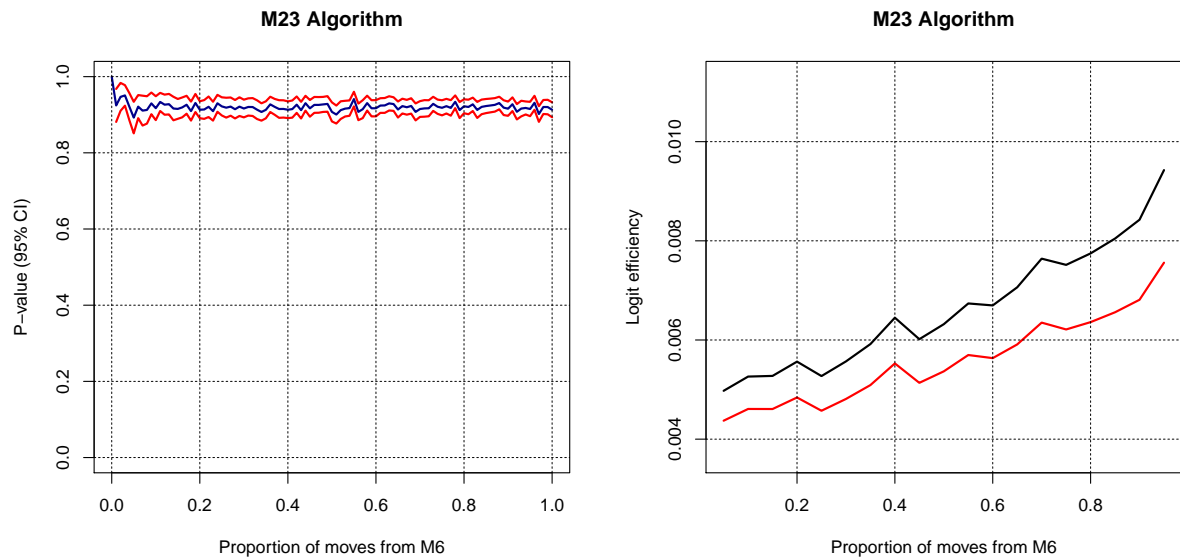 M23 Algorithm
P-value (95% CI)
1.0
0.8
0.6
0.4
0.2
0.0
0.0 0.2 0.4 0.6 0.8 1.0
Proportion of moves from M6
M23 Algorithm
Logit efficiency
0.010
0.008
0.006
0.004
0.2 0.4 0.6 0.8
Proportion of moves from M6